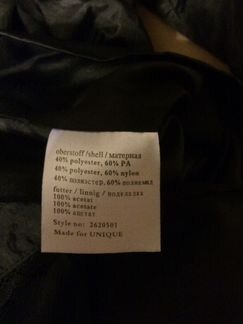 oberstoff /shell / материал
40% polyester, 60% PA
40% polyester, 60% nylon
40% полиэстер, 60% полиемид
futter / linnig / подкладка
100% acetat
100% acetate
100% ацетат
Style no: 2620501
Made for UNIQUE